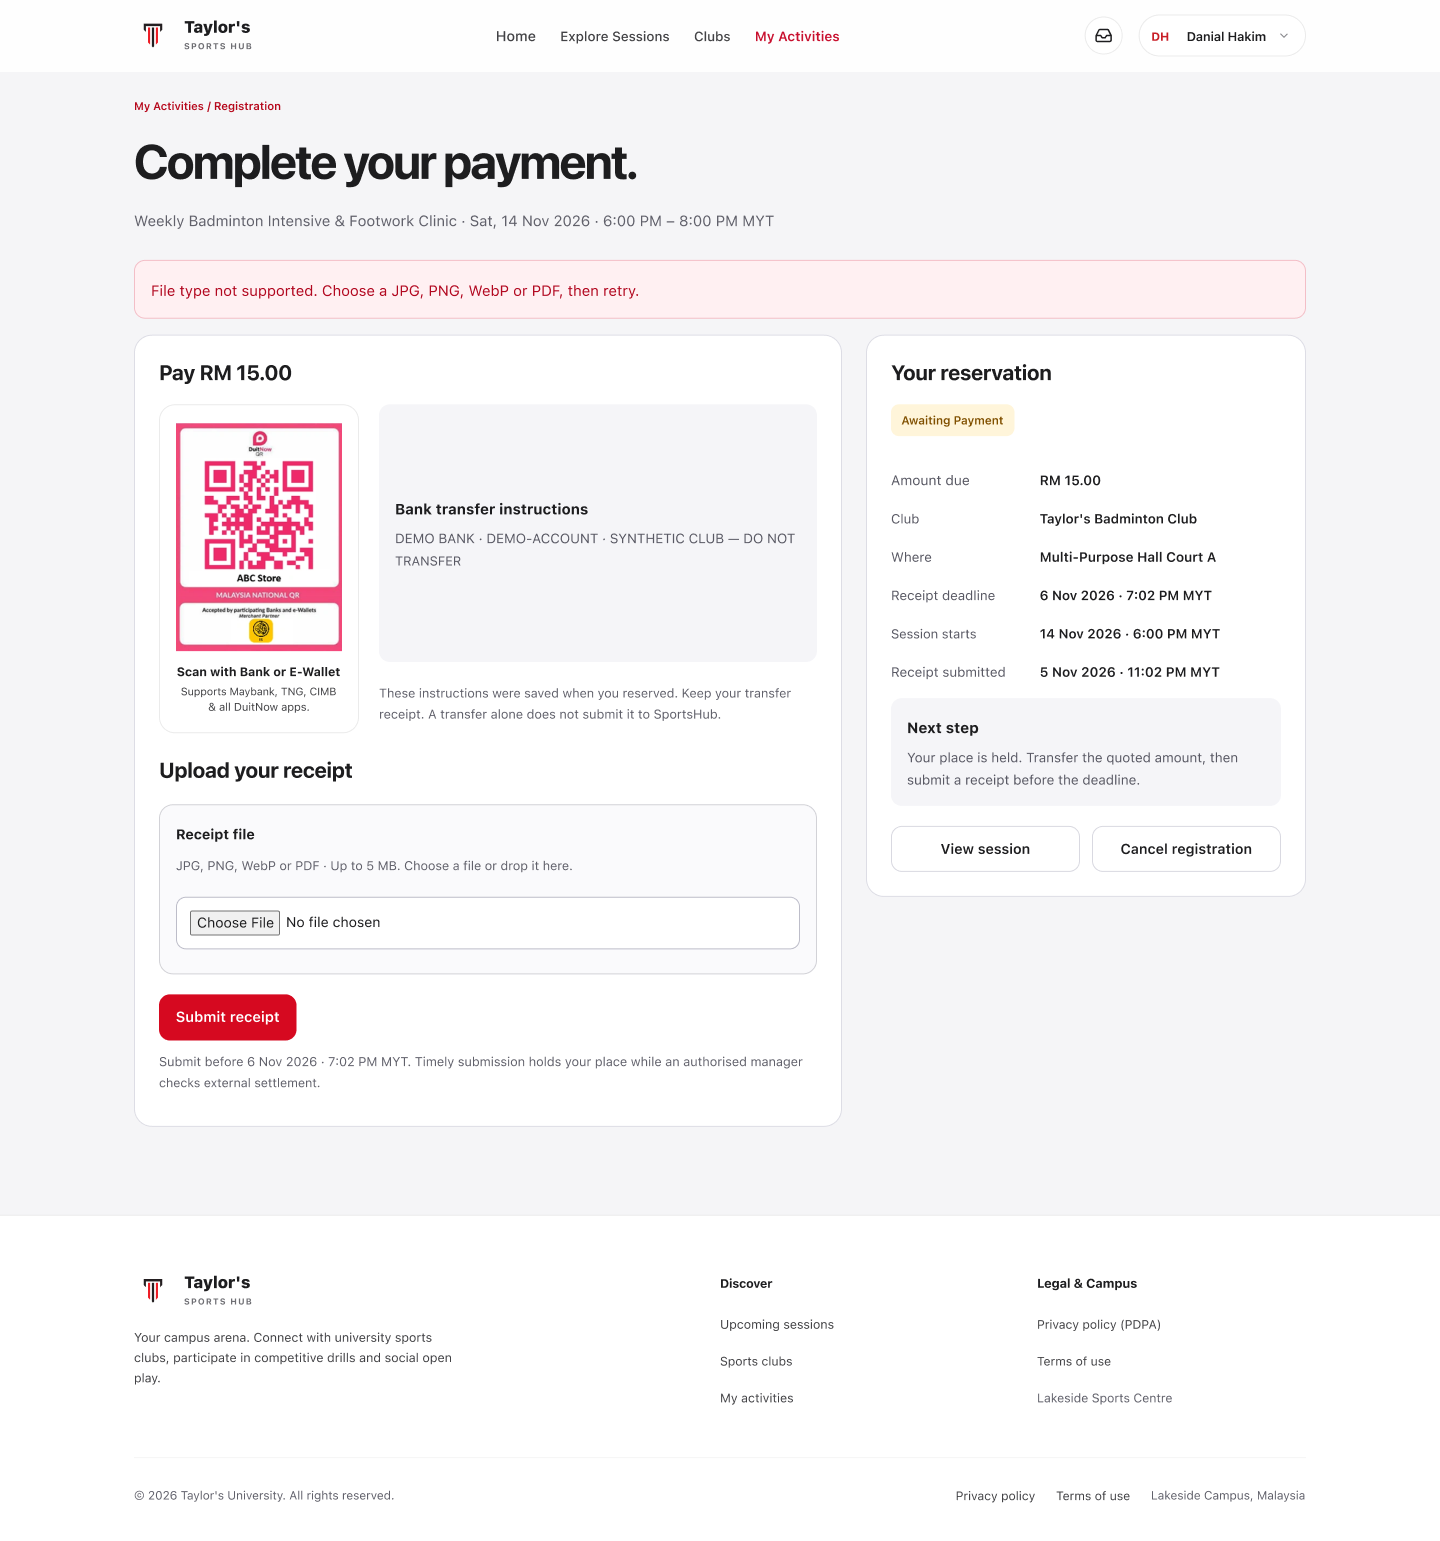 Taylor's
SPORTS HUB
Home
Explore Sessions
Clubs
My Activities
DH
Danial Hakim
My Activities / Registration
Complete your payment.
Weekly Badminton Intensive & Footwork Clinic · Sat, 14 Nov 2026 · 6:00 PM – 8:00 PM MYT
File type not supported. Choose a JPG, PNG, WebP or PDF, then retry.
Pay RM 15.00
DuitNow
QR
ABC Store
MALAYSIA NATIONAL QR
Accepted by participating Banks and e-Wallets
Merchant Partner
Scan with Bank or E-Wallet
Supports Maybank, TNG, CIMB
& all DuitNow apps.
Bank transfer instructions
DEMO BANK · DEMO-ACCOUNT · SYNTHETIC CLUB — DO NOT
TRANSFER
These instructions were saved when you reserved. Keep your transfer
receipt. A transfer alone does not submit it to SportsHub.
Upload your receipt
Receipt file
JPG, PNG, WebP or PDF · Up to 5 MB. Choose a file or drop it here.
Choose File No file chosen
Submit receipt
Submit before 6 Nov 2026 · 7:02 PM MYT. Timely submission holds your place while an authorised manager
checks external settlement.
Your reservation
Awaiting Payment
Amount due RM 15.00
Club Taylor's Badminton Club
Where Multi-Purpose Hall Court A
Receipt deadline 6 Nov 2026 · 7:02 PM MYT
Session starts 14 Nov 2026 · 6:00 PM MYT
Receipt submitted 5 Nov 2026 · 11:02 PM MYT
Next step
Your place is held. Transfer the quoted amount, then
submit a receipt before the deadline.
View session
Cancel registration
Taylor's
SPORTS HUB
Your campus arena. Connect with university sports
clubs, participate in competitive drills and social open
play.
Discover
Upcoming sessions
Sports clubs
My activities
Legal & Campus
Privacy policy (PDPA)
Terms of use
Lakeside Sports Centre
© 2026 Taylor's University. All rights reserved.
Privacy policy
Terms of use
Lakeside Campus, Malaysia